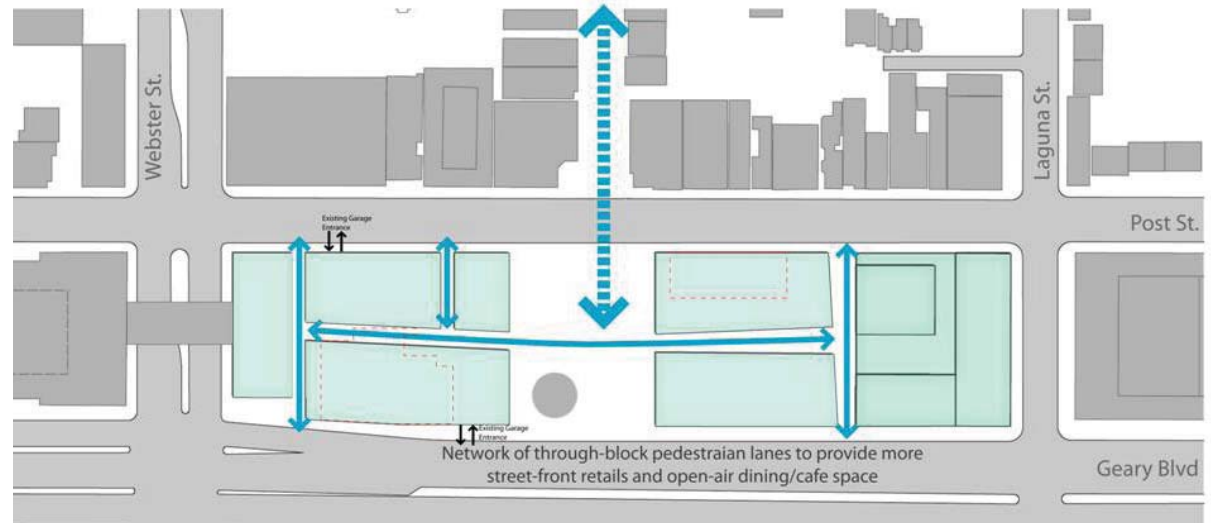 Webster St.
Laguna St.
Post St.
Existing Garage
Entrance
Existing Garage
Entrance
Network of through-block pedestraian lanes to provide more
street-front retails and open-air dining/cafe space
Geary Blvd